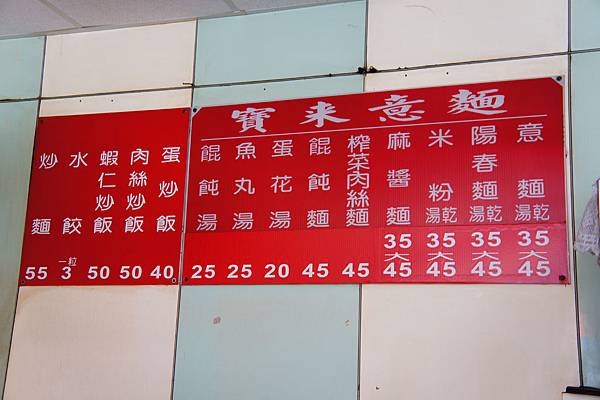 寶來意麵
意麵 湯乾 35 大 45
陽春麵 湯乾 35 大 45
米粉 湯乾 35 大 45
麻醬麵 35 大 45
榨菜肉絲麵 45
餛飩麵 45
蛋花湯 20
魚丸湯 25
餛飩湯 25
蛋炒飯 40
肉絲炒飯 50
蝦仁炒飯 50
水餃 一粒 3
炒麵 55